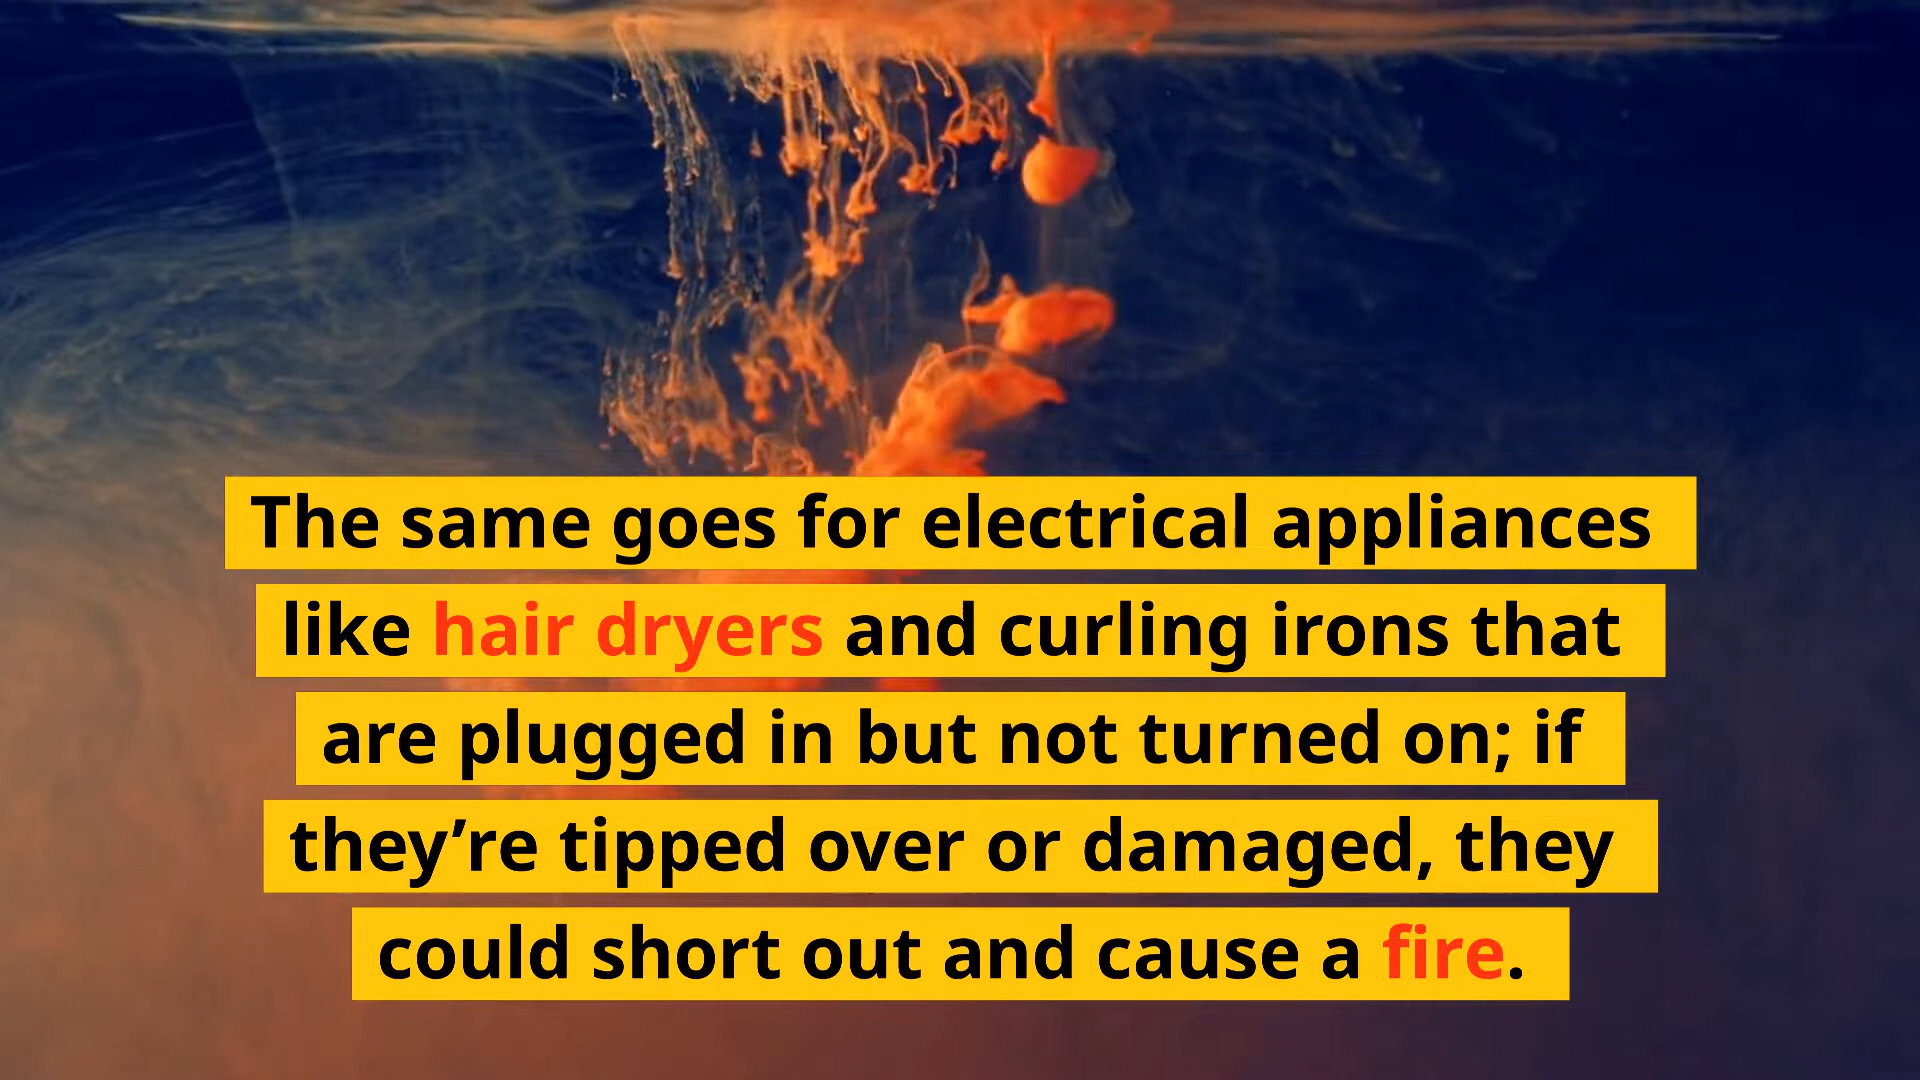 The same goes for electrical appliances
like hair dryers and curling irons that
are plugged in but not turned on; if
they’re tipped over or damaged, they
could short out and cause a fire.